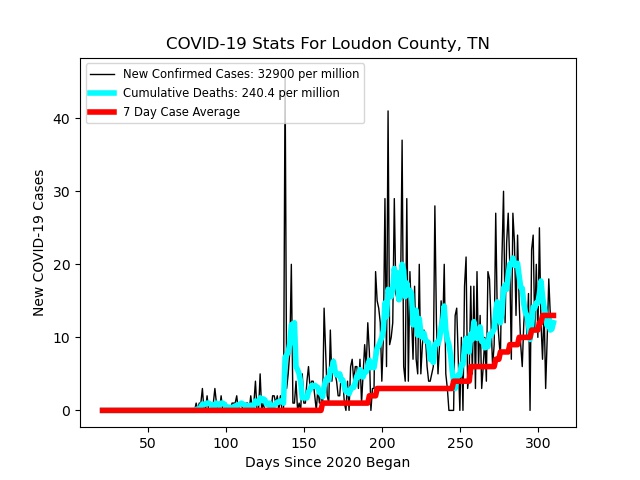 COVID-19 Stats For Loudon County, TN
New Confirmed Cases: 32900 per million
Cumulative Deaths: 240.4 per million
7 Day Case Average
New COVID-19 Cases
40
30
20
10
0
50 100 150 200 250 300
Days Since 2020 Began